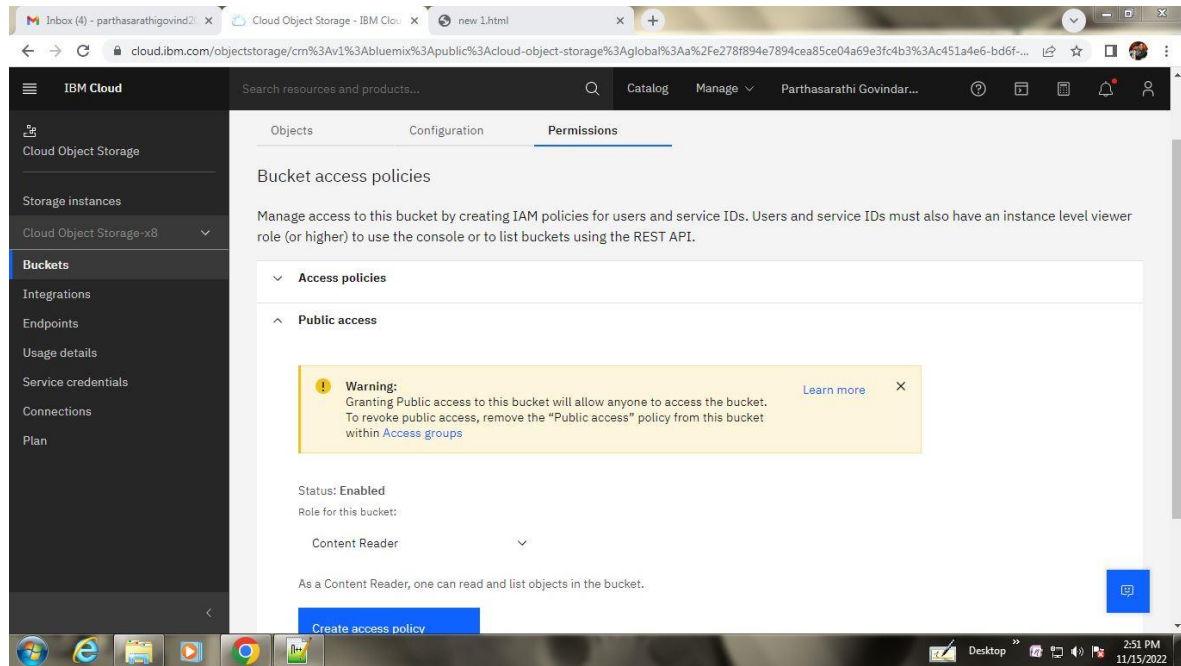 Inbox (4) - parthasarathigovind2
Cloud Object Storage - IBM Clou
new 1.html
cloud.ibm.com/objectstorage/crn%3Av1%3Abluemix%3Apublic%3Acloud-object-storage%3Aglobal%3Aa%2Fe278f894e7894cea85ce04a69e3fc4b3%3Ac451a4e6-bd6f-...
IBM Cloud
Search resources and products...
Catalog
Manage
Parthasarathi Govindar...
Cloud Object Storage
Storage instances
Cloud Object Storage-x8
Buckets
Integrations
Endpoints
Usage details
Service credentials
Connections
Plan
Objects
Configuration
Permissions
Bucket access policies
Manage access to this bucket by creating IAM policies for users and service IDs. Users and service IDs must also have an instance level viewer
role (or higher) to use the console or to list buckets using the REST API.
Access policies
Public access
Warning:
Granting Public access to this bucket will allow anyone to access the bucket.
To revoke public access, remove the “Public access” policy from this bucket
within Access groups
Learn more
Status: Enabled
Role for this bucket:
Content Reader
As a Content Reader, one can read and list objects in the bucket.
Create access policy
Desktop
2:51 PM
11/15/2022